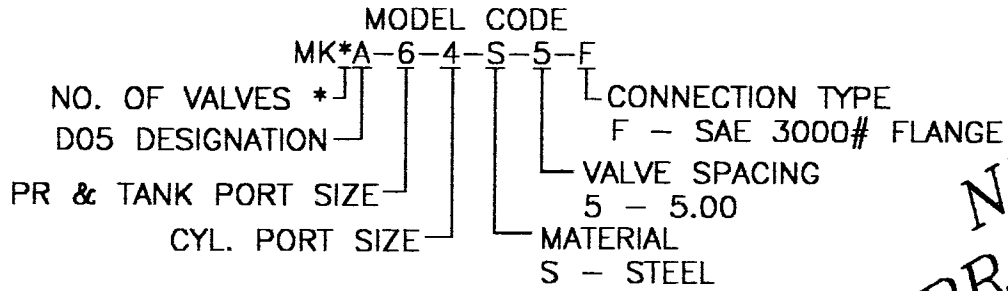 MODEL CODE
MK*A-6-4-S-5-F
NO. OF VALVES *
D05 DESIGNATION
PR & TANK PORT SIZE
CYL. PORT SIZE
CONNECTION TYPE
F - SAE 3000# FLANGE
VALVE SPACING
5 - 5.00
MATERIAL
S - STEEL